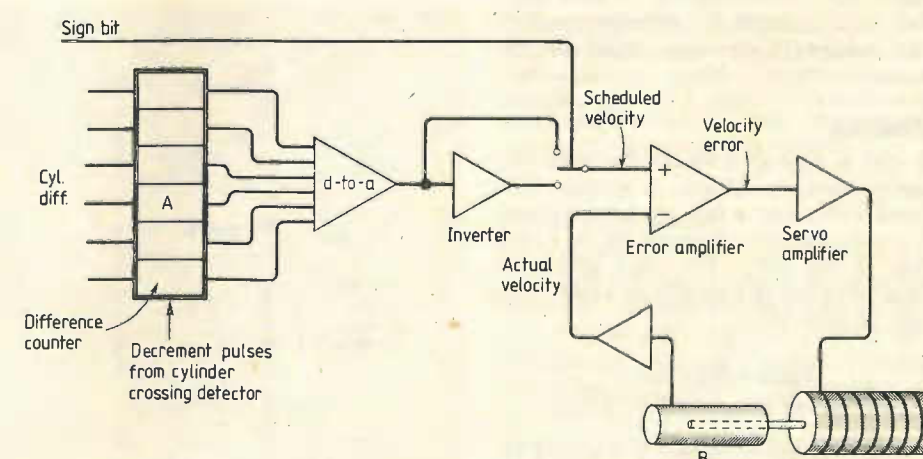 Sign bit
Cyl.
diff.
A
d-to-a
Inverter
Scheduled
velocity
Velocity
error
+
−
Error amplifier
Servo
amplifier
Actual
velocity
Difference
counter
Decrement pulses
from cylinder
crossing detector
B